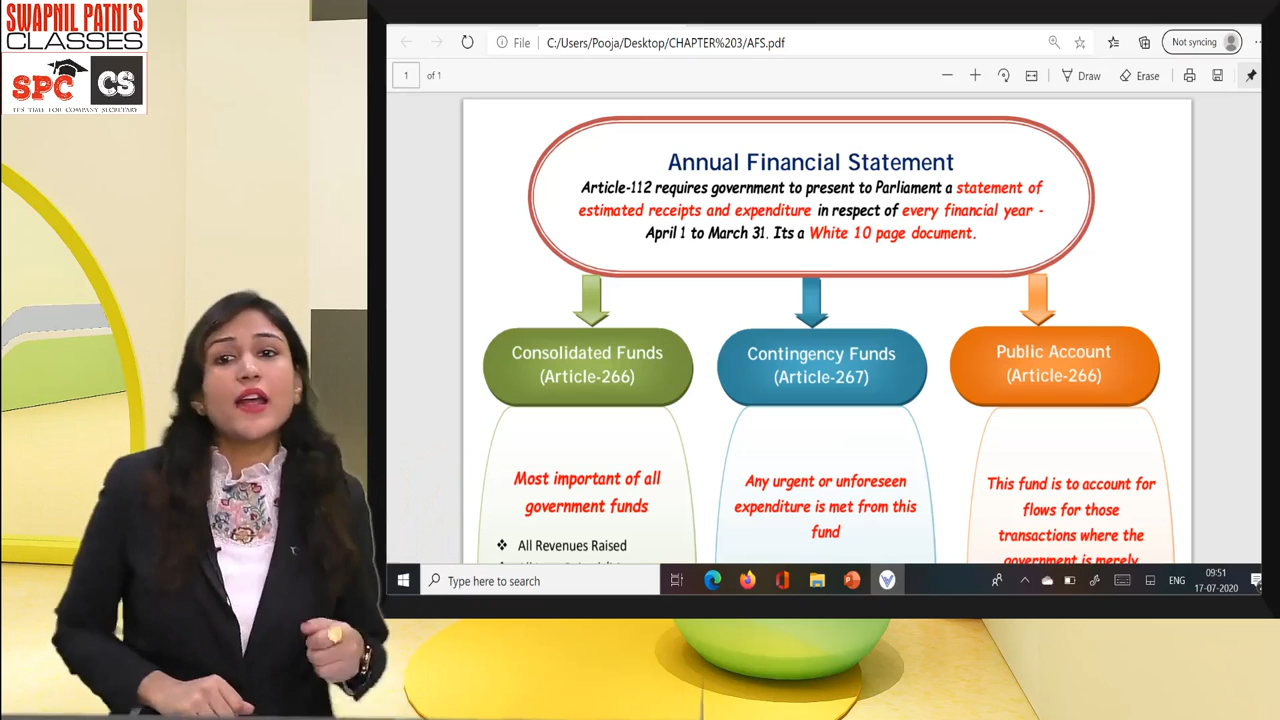 SWAPNIL PATNI'S
CLASSES
SPC CS
IT'S TIME FOR COMPANY SECRETARY
File C:/Users/Pooja/Desktop/CHAPTER%203/AFS.pdf
Not syncing
1 of 1
Draw
Erase
Annual Financial Statement
Article-112 requires government to present to Parliament a statement of
estimated receipts and expenditure in respect of every financial year -
April 1 to March 31. Its a White 10 page document.
Consolidated Funds
(Article-266)
Contingency Funds
(Article-267)
Public Account
(Article-266)
Most important of all
government funds
All Revenues Raised
Any urgent or unforeseen
expenditure is met from this
fund
This fund is to account for
flows for those
transactions where the
government is merely
Type here to search
ENG
09:51
17-07-2020